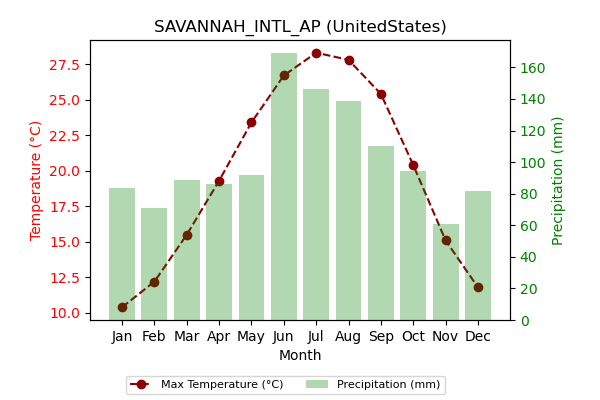 SAVANNAH_INTL_AP (UnitedStates)
27.5
25.0
22.5
20.0
17.5
15.0
12.5
10.0
Temperature (°C)
160
140
120
100
80
60
40
20
0
Precipitation (mm)
Jan Feb Mar Apr May Jun Jul Aug Sep Oct Nov Dec
Month
Max Temperature (°C) Precipitation (mm)